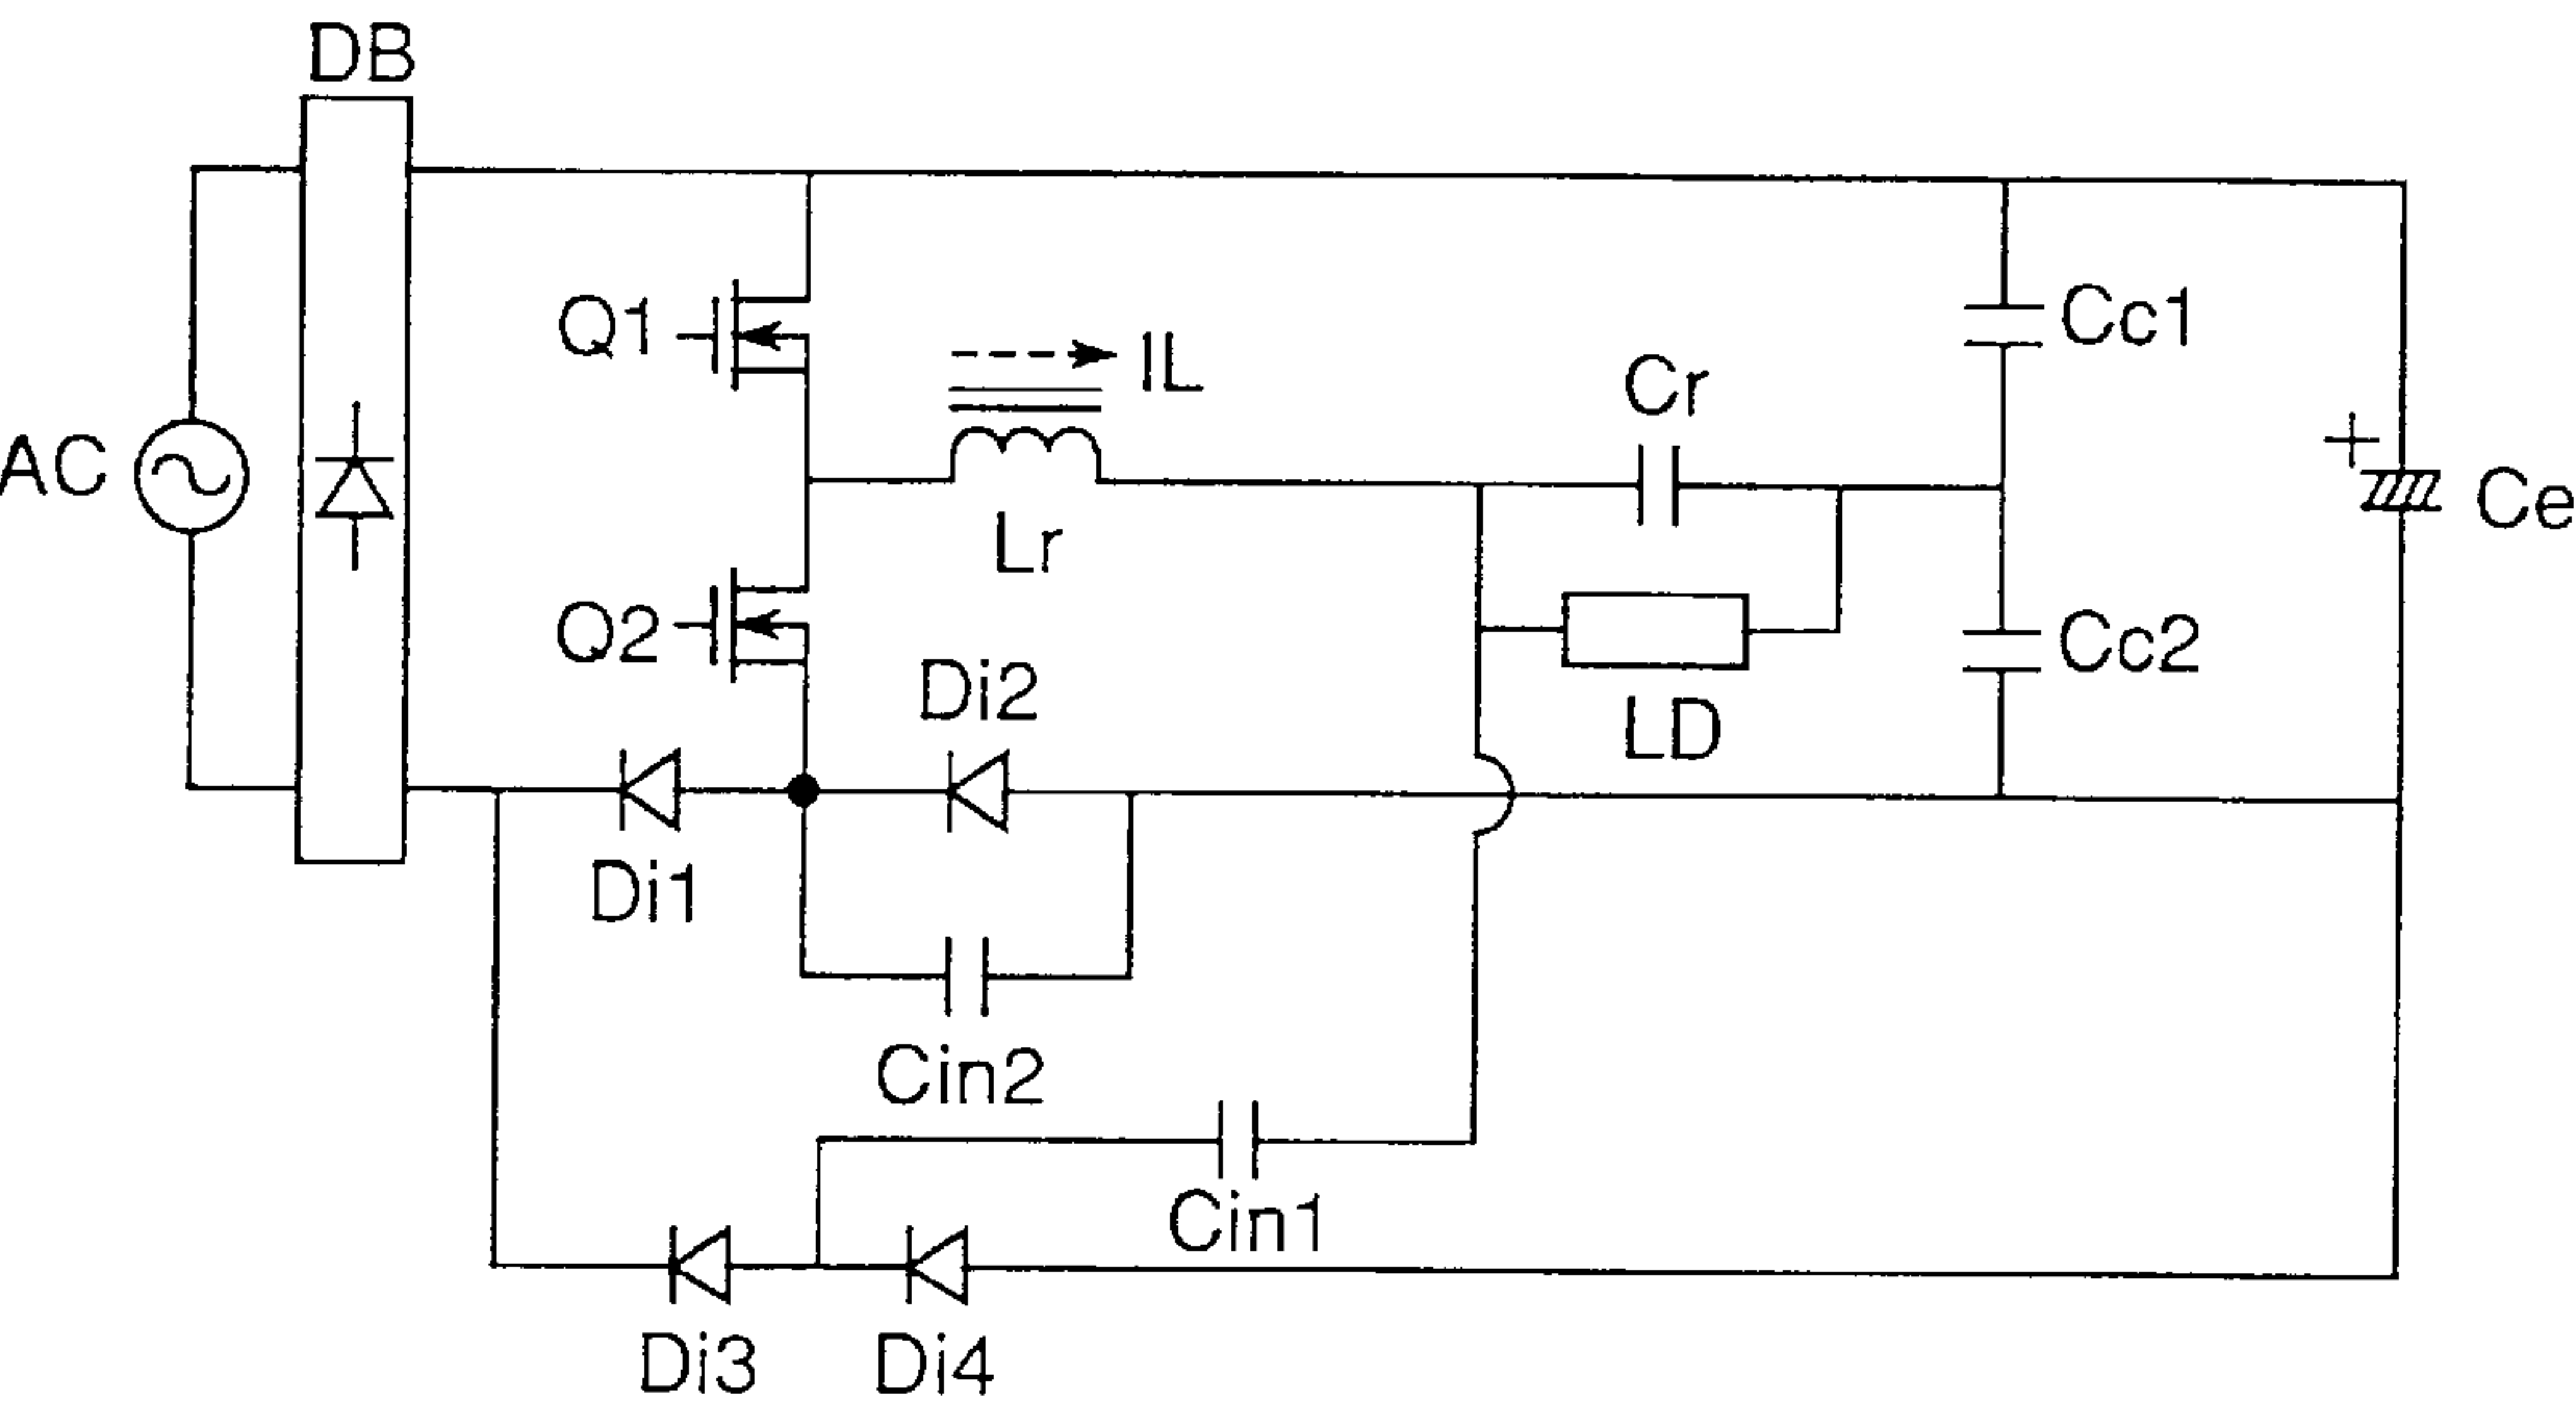 DB
Q1
IL
Cc1
Cr
AC
+
Ce
Lr
Q2
Di2
Cc2
LD
Di1
Cin2
Cin1
Di3
Di4